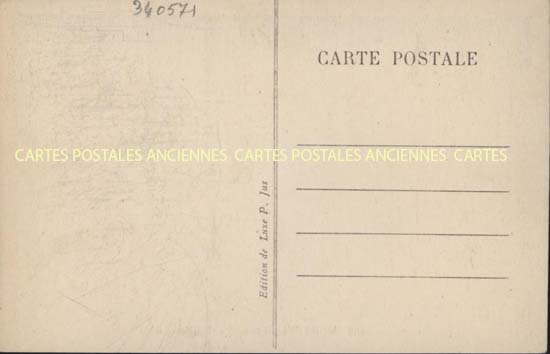 340571
CARTE POSTALE
CARTES POSTALES ANCIENNES CARTES POSTALES ANCIENNES CARTES
Edition de Luxe P. Jus